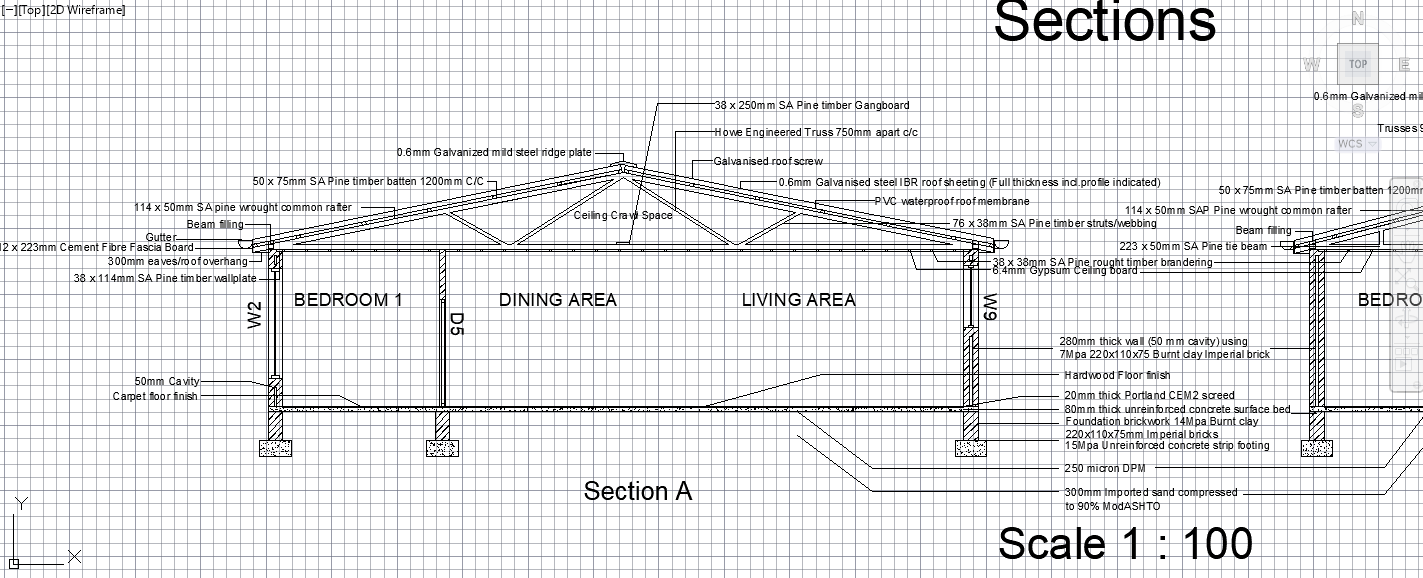 [−][Top][2D Wireframe]
Sections
N
W
TOP
E
S
WCS
38 x 250mm SA Pine timber Gangboard
Howe Engineered Truss 750mm apart c/c
0.6mm Galvanized mild steel ridge plate
Galvanised roof screw
50 x 75mm SA Pine timber batten 1200mm C/C
0.6mm Galvanised steel IBR roof sheeting (Full thickness incl.profile indicated)
PVC waterproof roof membrane
114 x 50mm SA pine wrought common rafter
Ceiling Crawl Space
76 x 38mm SA Pine timber struts/webbing
Beam filling
Gutter
12 x 223mm Cement Fibre Fascia Board
300mm eaves/roof overhang
38 x 38mm SA Pine rought timber brandering
6.4mm Gypsum Ceiling board
38 x 114mm SA Pine timber wallplate
0.6mm Galvanized mil
Trusses 9
50 x 75mm SA Pine timber batten 1200m
114 x 50mm SAP Pine wrought common rafter
Beam filling
223 x 50mm SA Pine tie beam
W2
BEDROOM 1
D5
DINING AREA
LIVING AREA
W9
BEDRO
280mm thick wall (50 mm cavity) using
7Mpa 220x110x75 Burnt clay Imperial brick
50mm Cavity
Carpet floor finish
Hardwood Floor finish
20mm thick Portland CEM2 screed
80mm thick unreinforced concrete surface bed
Foundation brickwork 14Mpa Burnt clay
220x110x75mm Imperial bricks
15Mpa Unreinforced concrete strip footing
250 micron DPM
300mm Imported sand compressed
to 90% ModASHTO
Section A
Scale 1 : 100
Y
X